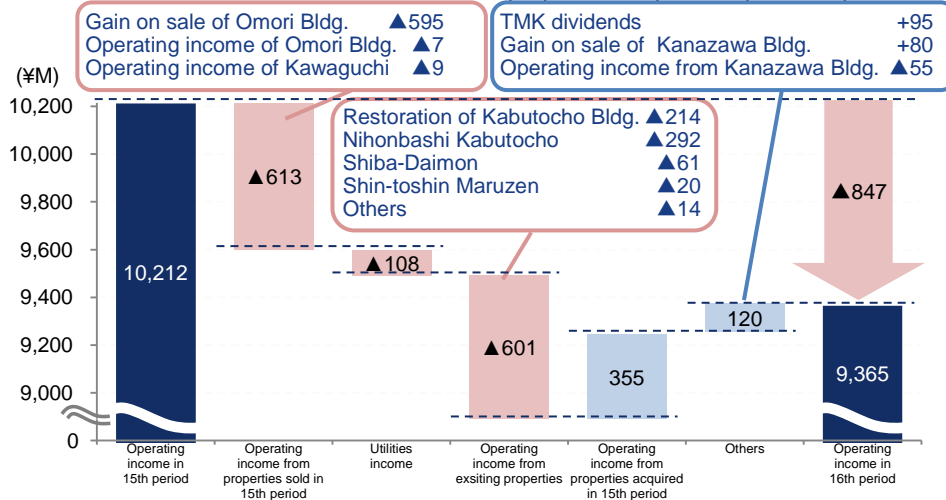 Gain on sale of Omori Bldg. ▲595
Operating income of Omori Bldg. ▲7
Operating income of Kawaguchi ▲9
TMK dividends +95
Gain on sale of Kanazawa Bldg. +80
Operating income from Kanazawa Bldg. ▲55
(¥M)
Restoration of Kabutocho Bldg. ▲214
Nihonbashi Kabutocho ▲292
Shiba-Daimon ▲61
Shin-toshin Maruzen ▲20
Others ▲14
10,200
10,000
9,800
9,600
9,400
9,200
9,000
0
10,212
▲613
▲108
▲601
355
120
▲847
9,365
Operating
income in
15th period
Operating
income from
properties sold in
15th period
Utilities
income
Operating
income from
exsiting properties
Operating
income from
properties acquired
in 15th period
Others
Operating
income in
16th period